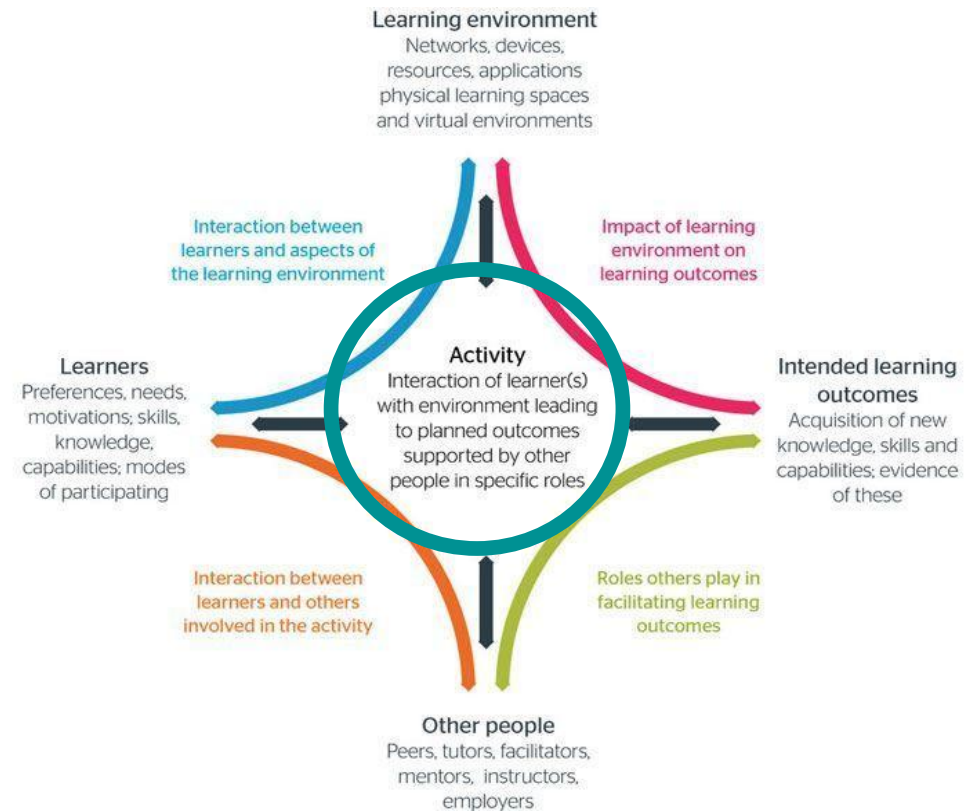 Learning environment
Networks, devices,
resources, applications
physical learning spaces
and virtual environments
Interaction between
learners and aspects of
the learning environment
Impact of learning
environment on
learning outcomes
Learners
Preferences, needs,
motivations; skills,
knowledge,
capabilities; modes
of participating
Activity
Interaction of learner(s)
with environment leading
to planned outcomes
supported by other
people in specific roles
Intended learning
outcomes
Acquisition of new
knowledge, skills and
capabilities; evidence
of these
Interaction between
learners and others
involved in the activity
Roles others play in
facilitating learning
outcomes
Other people
Peers, tutors, facilitators,
mentors, instructors,
employers